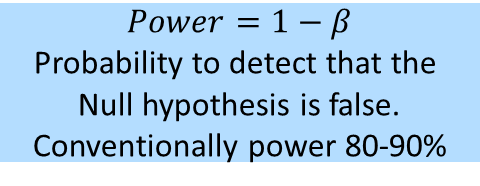 Power = 1 − β
Probability to detect that the
Null hypothesis is false.
Conventionally power 80-90%